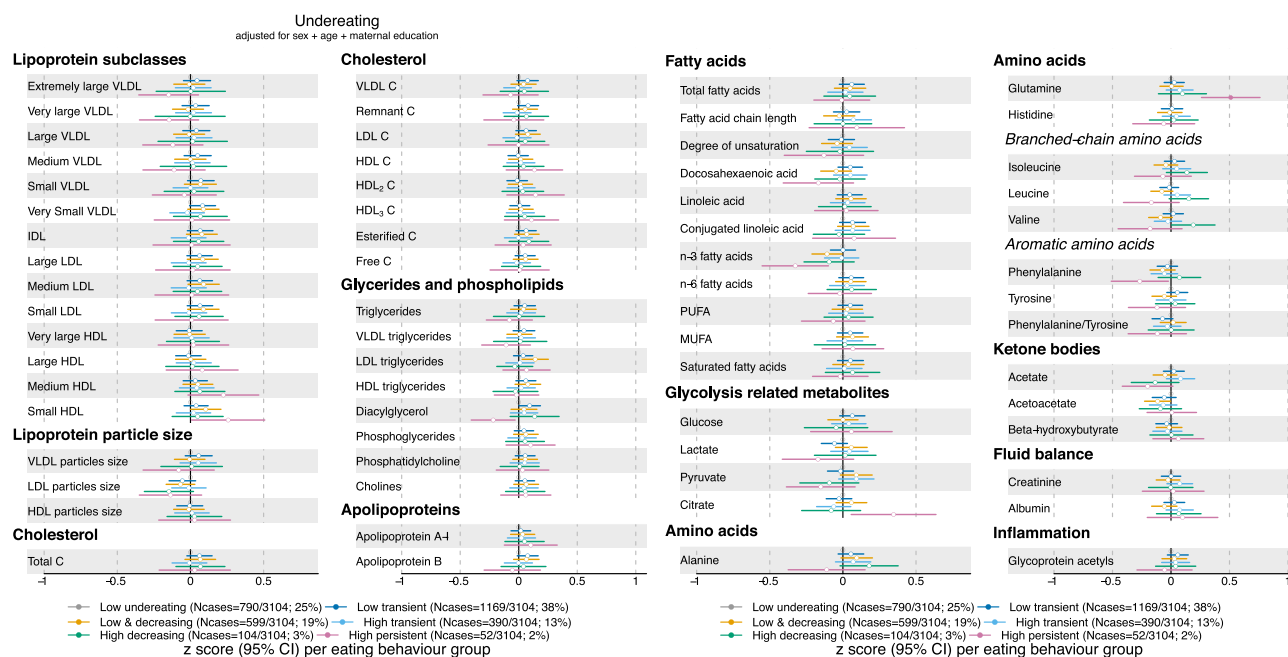 Undereating
adjusted for sex + age + maternal education
Lipoprotein subclasses
Extremely large VLDL
Very large VLDL
Large VLDL
Medium VLDL
Small VLDL
Very Small VLDL
IDL
Large LDL
Medium LDL
Small LDL
Very large HDL
Large HDL
Medium HDL
Small HDL
Lipoprotein particle size
VLDL particles size
LDL particles size
HDL particles size
Cholesterol
Total C
−1 −0.5 0 0.5
Cholesterol
VLDL C
Remnant C
LDL C
HDL C
HDL₂ C
HDL₃ C
Esterified C
Free C
Glycerides and phospholipids
Triglycerides
VLDL triglycerides
LDL triglycerides
HDL triglycerides
Diacylglycerol
Phosphoglycerides
Phosphatidylcholine
Cholines
Apolipoproteins
Apolipoprotein A−I
Apolipoprotein B
−1 −0.5 0 0.5 1
Low undereating (Ncases=790/3104; 25%) Low transient (Ncases=1169/3104; 38%)
Low & decreasing (Ncases=599/3104; 19%) High transient (Ncases=390/3104; 13%)
High decreasing (Ncases=104/3104; 3%) High persistent (Ncases=52/3104; 2%)
z score (95% CI) per eating behaviour group
Fatty acids
Total fatty acids
Fatty acid chain length
Degree of unsaturation
Docosahexaenoic acid
Linoleic acid
Conjugated linoleic acid
n−3 fatty acids
n−6 fatty acids
PUFA
MUFA
Saturated fatty acids
Glycolysis related metabolites
Glucose
Lactate
Pyruvate
Citrate
Amino acids
Alanine
−1 −0.5 0 0.5
Amino acids
Glutamine
Histidine
Branched-chain amino acids
Isoleucine
Leucine
Valine
Aromatic amino acids
Phenylalanine
Tyrosine
Phenylalanine/Tyrosine
Ketone bodies
Acetate
Acetoacetate
Beta−hydroxybutyrate
Fluid balance
Creatinine
Albumin
Inflammation
Glycoprotein acetyls
−1 −0.5 0 0.5 1
Low undereating (Ncases=790/3104; 25%) Low transient (Ncases=1169/3104; 38%)
Low & decreasing (Ncases=599/3104; 19%) High transient (Ncases=390/3104; 13%)
High decreasing (Ncases=104/3104; 3%) High persistent (Ncases=52/3104; 2%)
z score (95% CI) per eating behaviour group